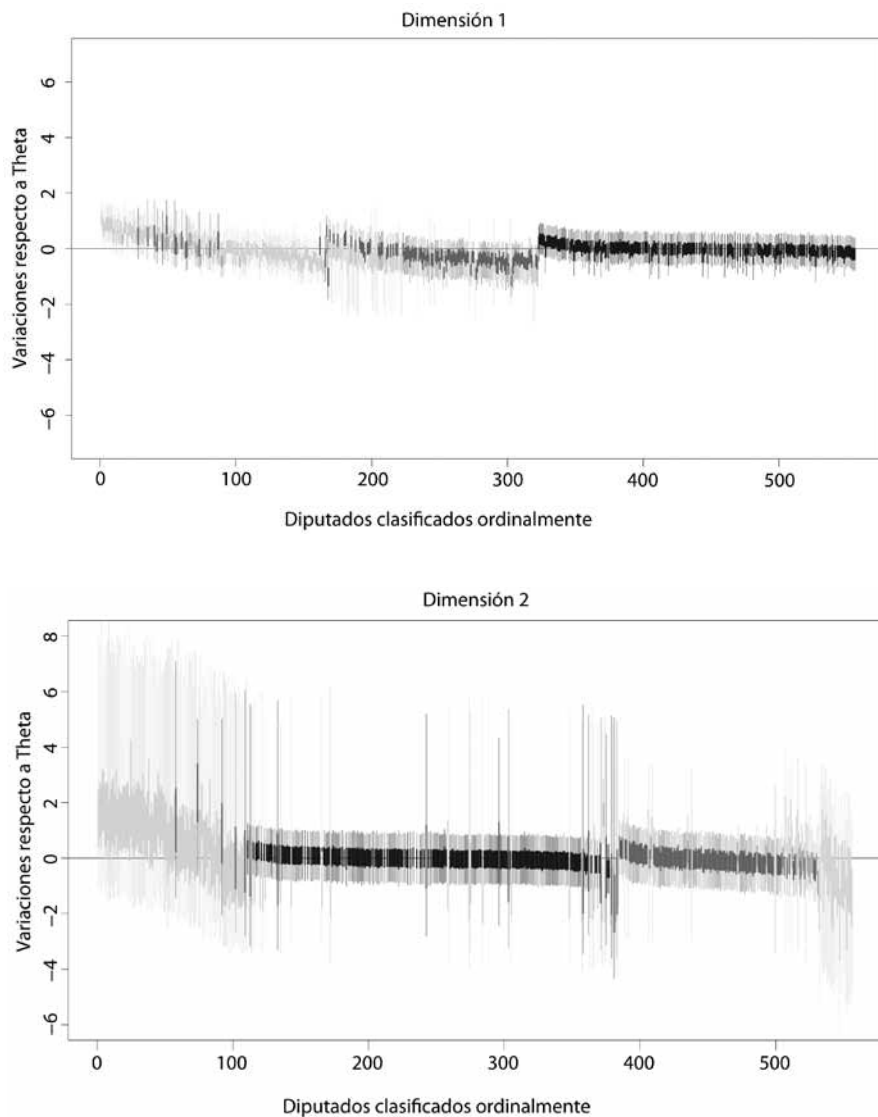 Dimensión 1
Variaciones respecto a Theta
6
4
2
0
−2
−4
−6
0 100 200 300 400 500
Diputados clasificados ordinalmente
Dimensión 2
Variaciones respecto a Theta
8
6
4
2
0
−2
−4
−6
0 100 200 300 400 500
Diputados clasificados ordinalmente